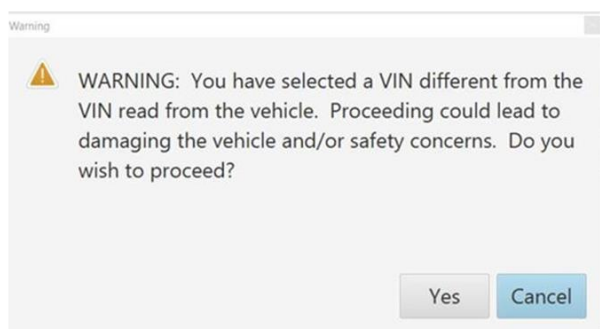 Warning
WARNING:  You have selected a VIN different from the
VIN read from the vehicle.  Proceeding could lead to
damaging the vehicle and/or safety concerns.  Do you
wish to proceed?
Yes
Cancel